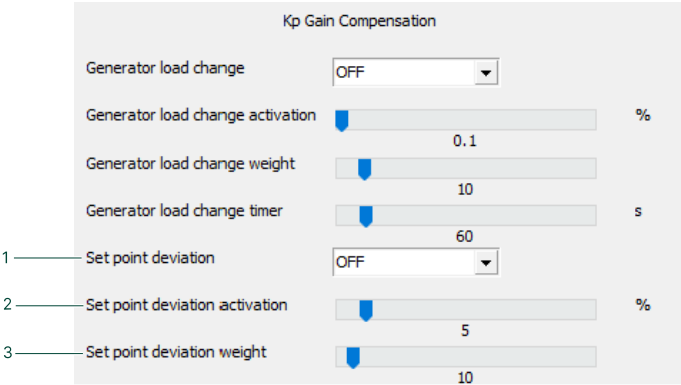 Kp Gain Compensation
Generator load change OFF
Generator load change activation %
0.1
Generator load change weight
10
Generator load change timer s
60
1 Set point deviation OFF
2 Set point deviation activation %
5
3 Set point deviation weight
10